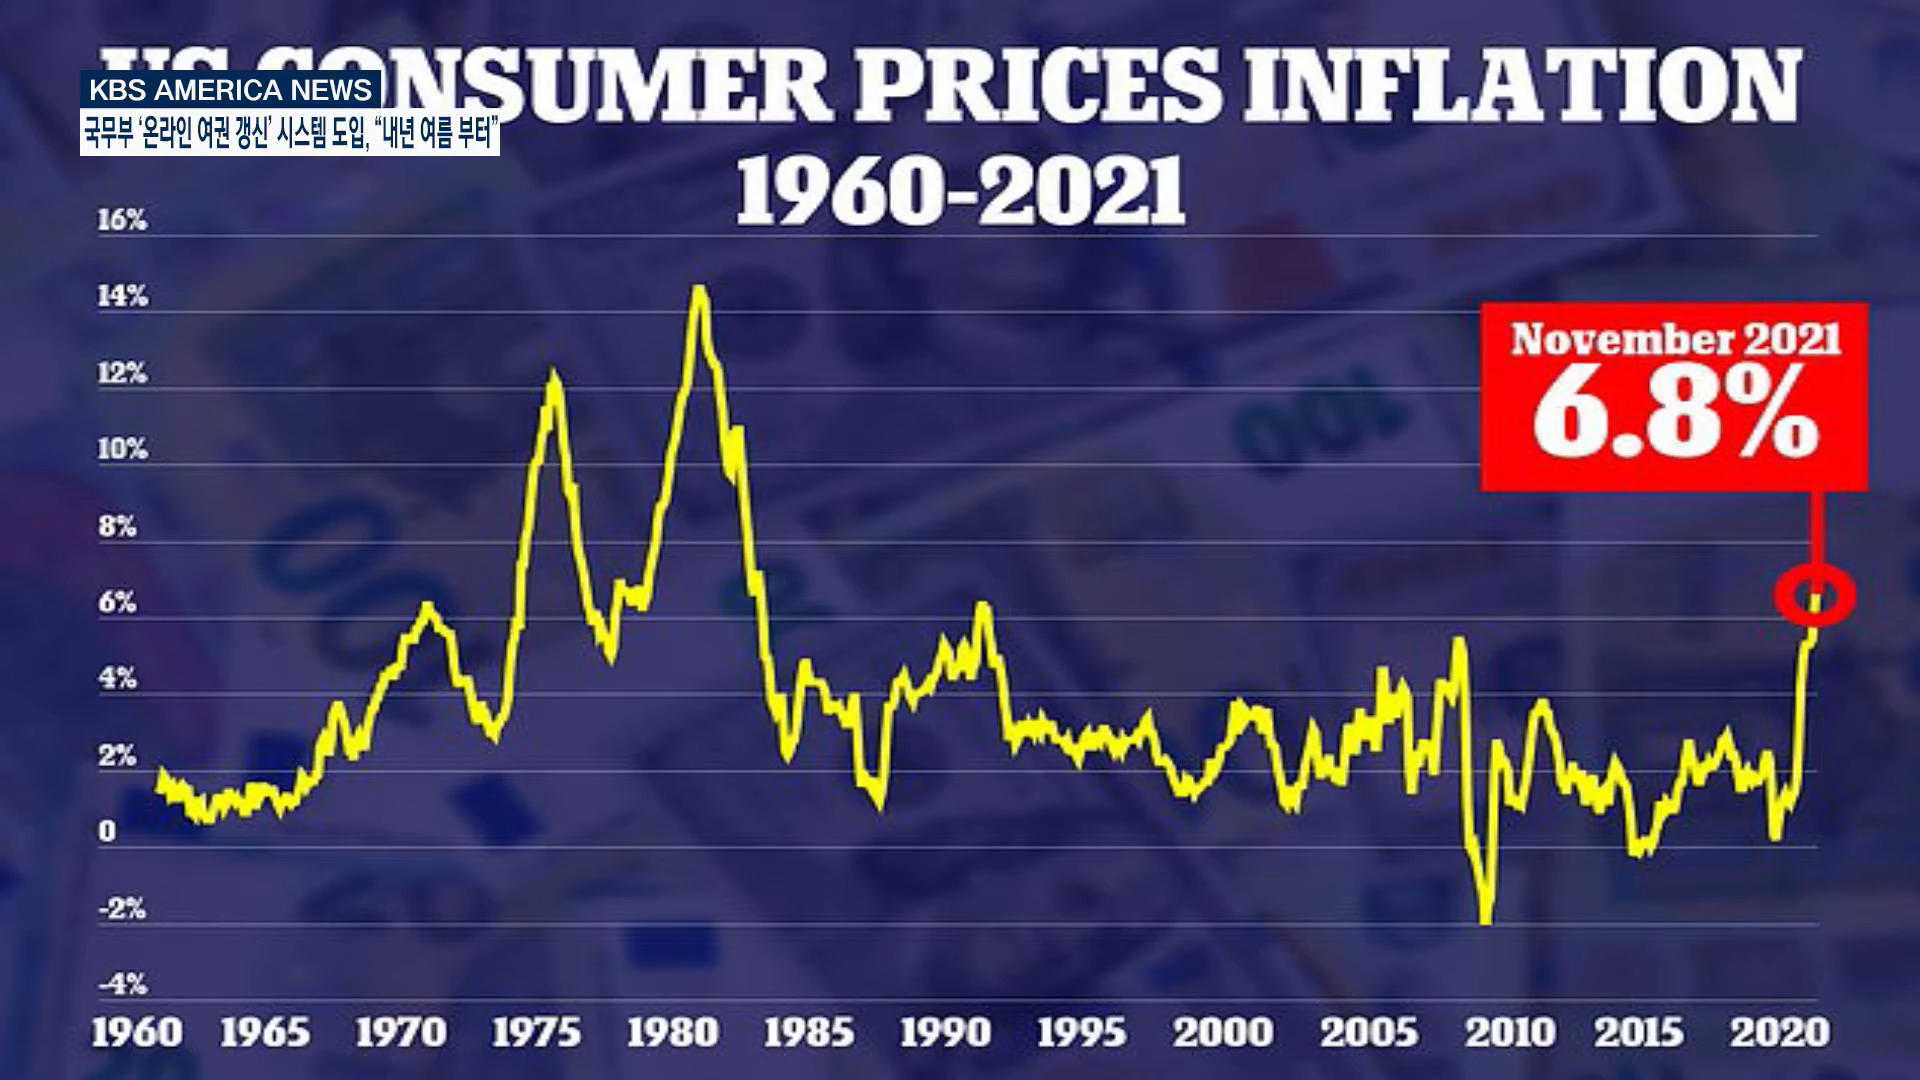 US CONSUMER PRICES INFLATION
KBS AMERICA NEWS
국무부 ‘온라인 여권 갱신’ 시스템 도입, “내년 여름 부터”
1960-2021
16%
14%
12%
10%
8%
6%
4%
2%
0
-2%
-4%
November 2021
6.8%
1960 1965 1970 1975 1980 1985 1990 1995 2000 2005 2010 2015 2020